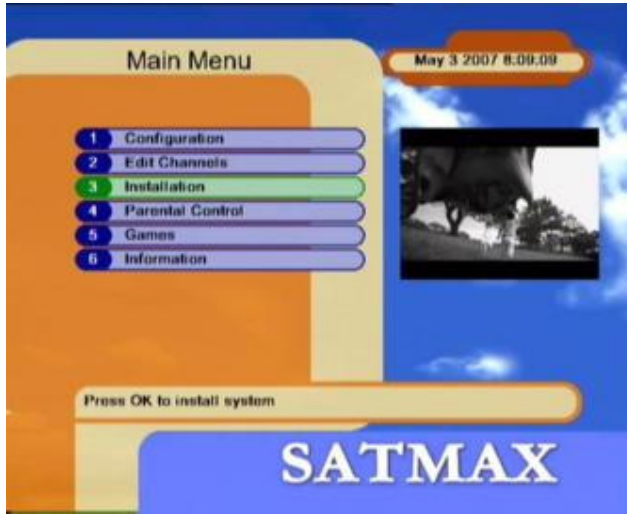 Main Menu
May 3 2007 8:09:09
1 Configuration
2 Edit Channels
3 Installation
4 Parental Control
5 Games
6 Information
Press OK to install system
SATMAX